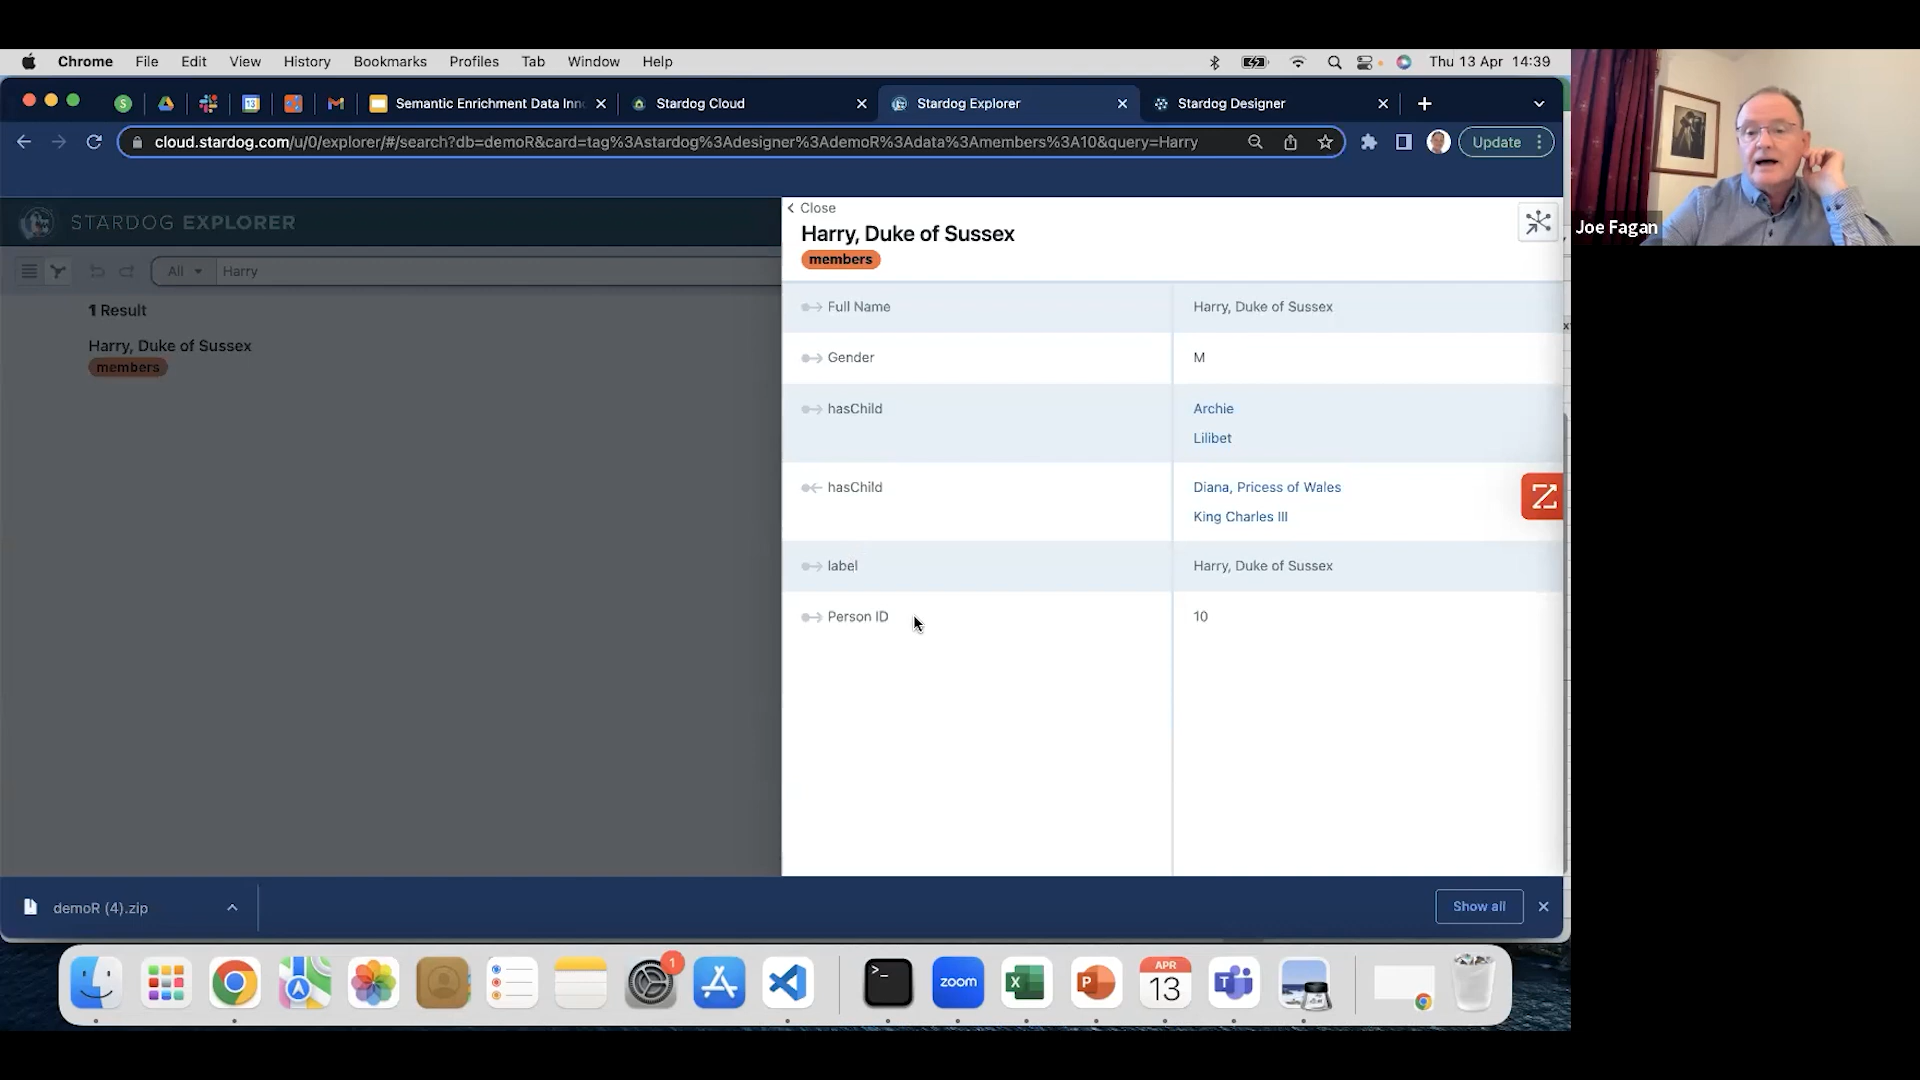 Chrome File Edit View History Bookmarks Profiles Tab Window Help Thu 13 Apr 14:39
S 13 Semantic Enrichment Data Inn Stardog Cloud Stardog Explorer Stardog Designer
cloud.stardog.com/u/0/explorer/#/search?db=demoR&card=tag%3Astardog%3Adesigner%3AdemoR%3Adata%3Amembers%3A10&query=Harry Update
STARDOG EXPLORER
All Harry
1 Result
Harry, Duke of Sussex
members
Close
Harry, Duke of Sussex
members
Full Name Harry, Duke of Sussex
Gender M
hasChild Archie
Lilibet
hasChild Diana, Pricess of Wales
King Charles III
label Harry, Duke of Sussex
Person ID 10
Joe Fagan
demoR (4).zip Show all
1
>_
zoom
X
P
APR
13
T